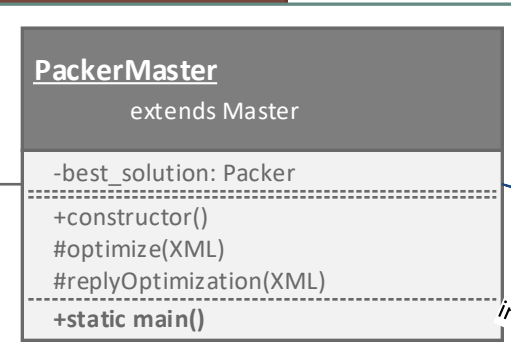 PackerMaster
extends Master
-best_solution: Packer
+constructor()
#optimize(XML)
#replyOptimization(XML)
+static main()